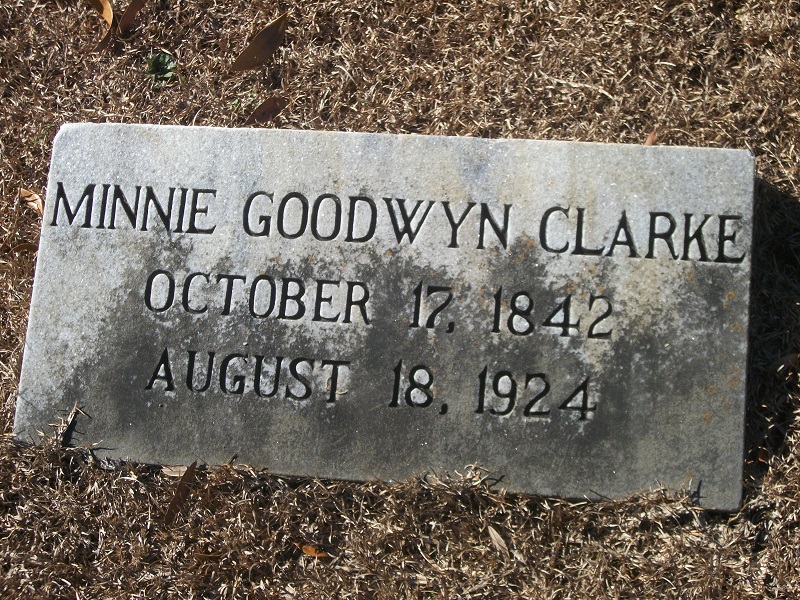 MINNIE GOODWYN CLARKE
OCTOBER 17, 1842
AUGUST 18, 1924